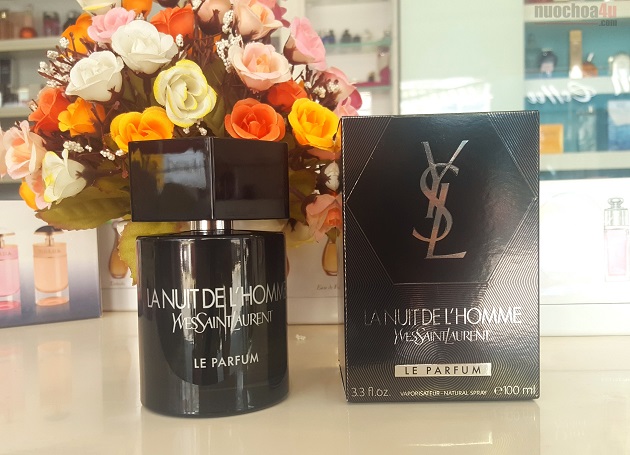 nuochoa4u
.com
LA NUIT DE L'HOMME
YVESSAINTLAURENT
LE PARFUM
YSL
LA NUIT DE L'HOMME
YVESSAINTLAURENT
LE PARFUM
3.3 fl.oz. e100 ml
VAPORISATEUR-NATURAL SPRAY